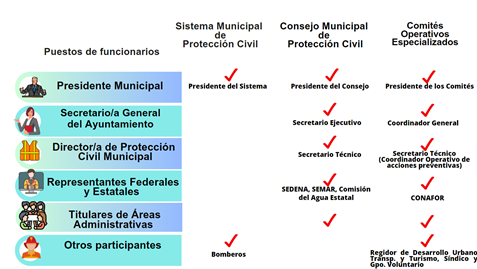 Puestos de funcionarios
Sistema Municipal
de
Protección Civil
Consejo Municipal
de
Protección Civil
Comités
Operativos
Especializados
Presidente Municipal
Presidente del Sistema
Presidente del Consejo
Presidente de los Comités
Secretario/a General
del Ayuntamiento
Secretario Ejecutivo
Coordinador General
Director/a de Protección
Civil Municipal
Secretario Técnico
Secretario Técnico
(Coordinador Operativo de
acciones preventivas)
Representantes Federales
y Estatales
SEDENA, SEMAR, Comisión
del Agua Estatal
CONAFOR
Titulares de Áreas
Administrativas
Otros participantes
Bomberos
Regidor de Desarrollo Urbano
Transp. y Turismo, Síndico y
Gpo. Voluntario